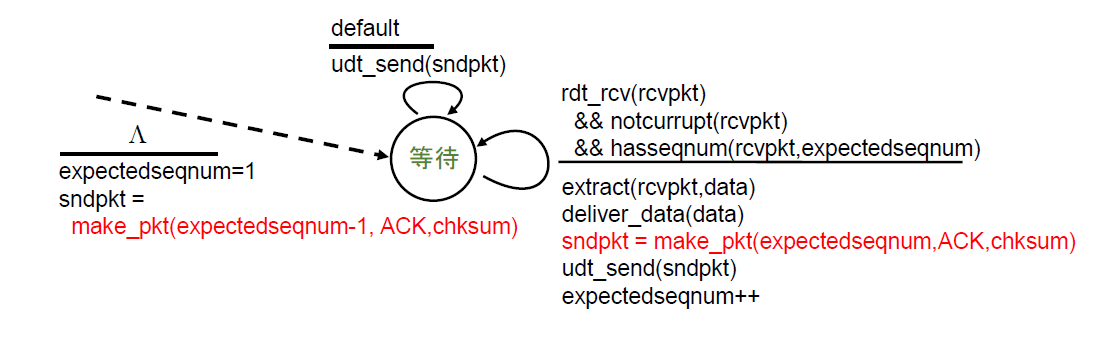 default
udt_send(sndpkt)
Λ
expectedseqnum=1
sndpkt =
make_pkt(expectedseqnum-1, ACK,chksum)
等待
rdt_rcv(rcvpkt)
&& notcurrupt(rcvpkt)
&& hasseqnum(rcvpkt,expectedseqnum)
extract(rcvpkt,data)
deliver_data(data)
sndpkt = make_pkt(expectedseqnum,ACK,chksum)
udt_send(sndpkt)
expectedseqnum++